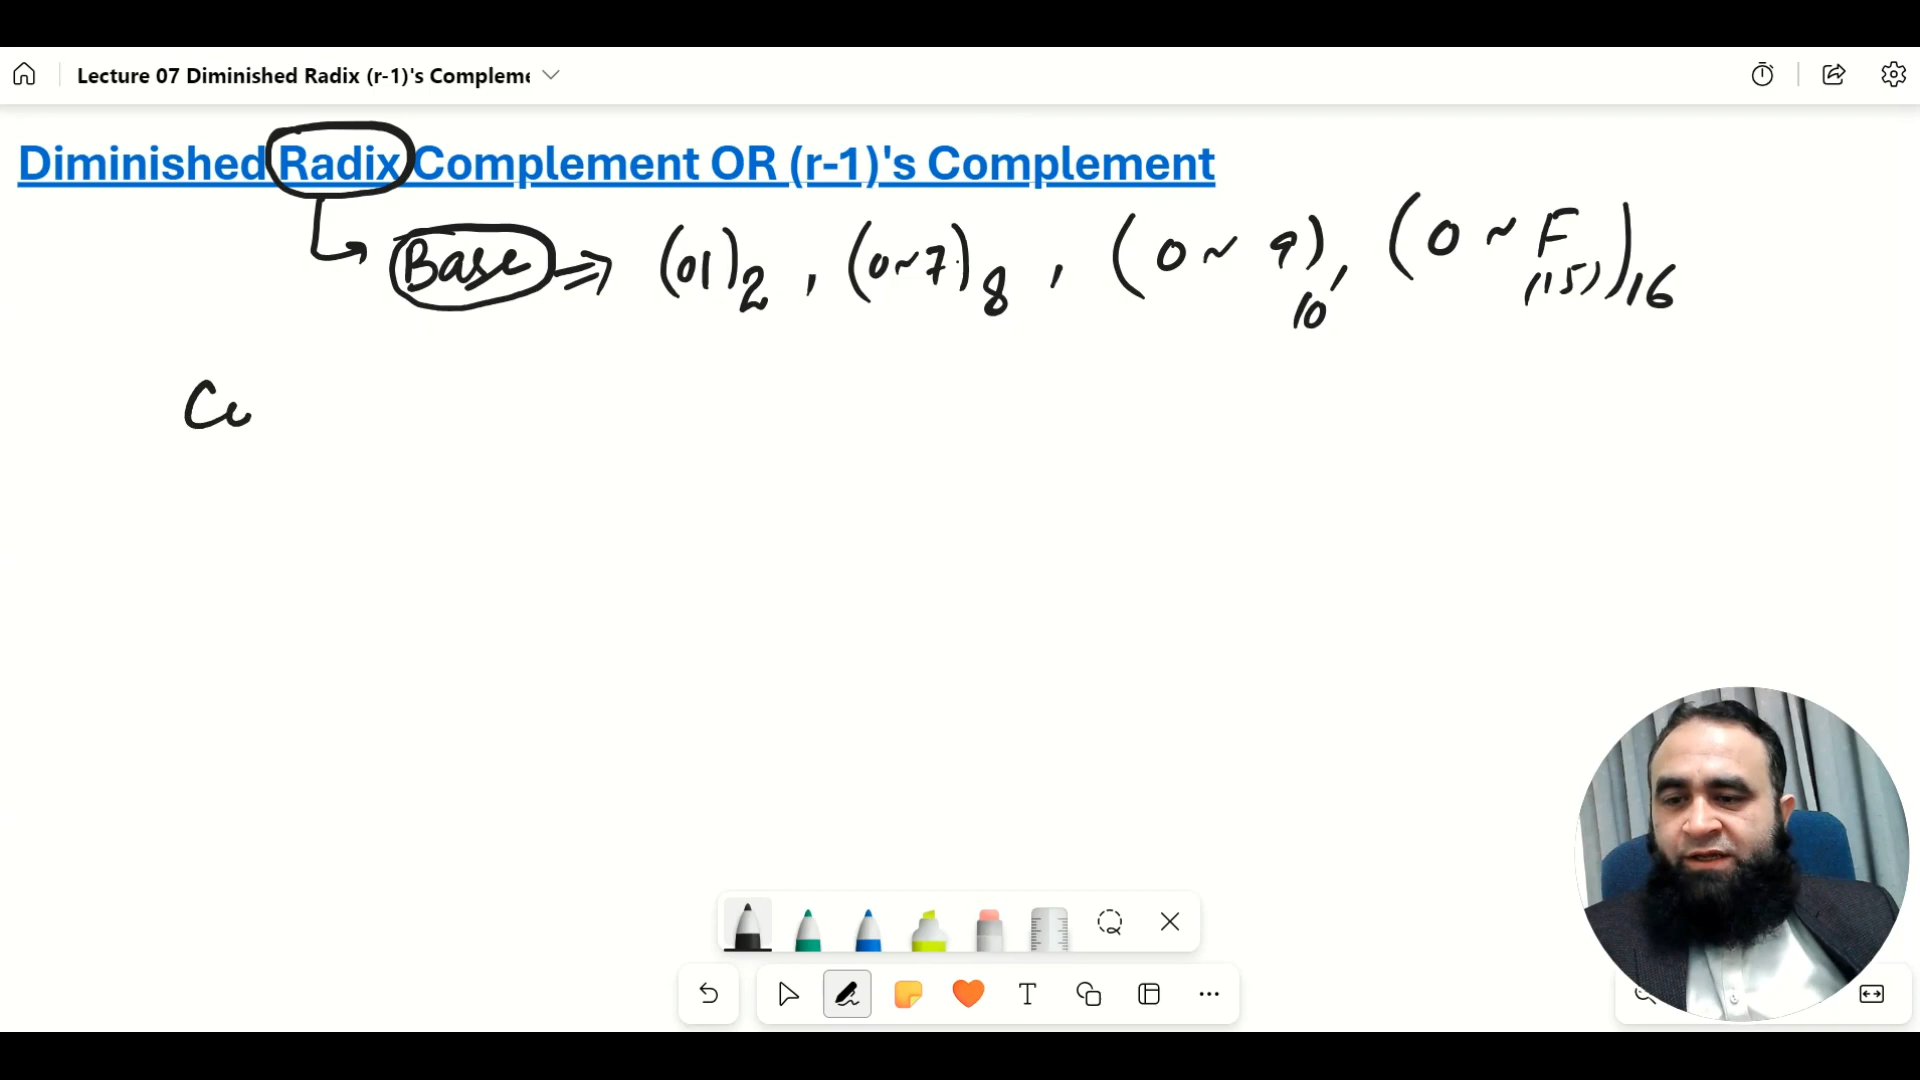 Lecture 07 Diminished Radix (r-1)'s Compleme
Diminished Radix Complement OR (r-1)'s Complement
Base ⇒ (01)2 , (0~7)8 , (0 ~ 9)10 , (0 ~ F(15))16
Co